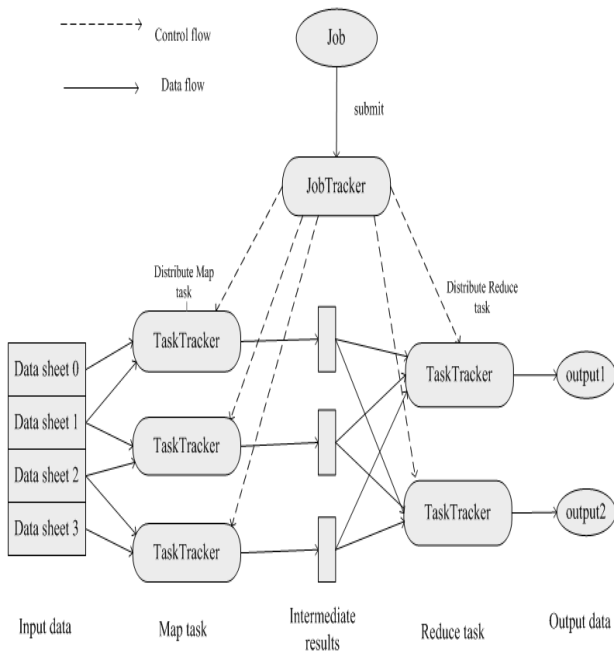 Control flow
Data flow
Job
submit
JobTracker
Distribute Map
task
Distribute Reduce
task
TaskTracker
TaskTracker
TaskTracker
Data sheet 0
Data sheet 1
Data sheet 2
Data sheet 3
TaskTracker
TaskTracker
output1
output2
Input data
Map task
Intermediate
results
Reduce task
Output data